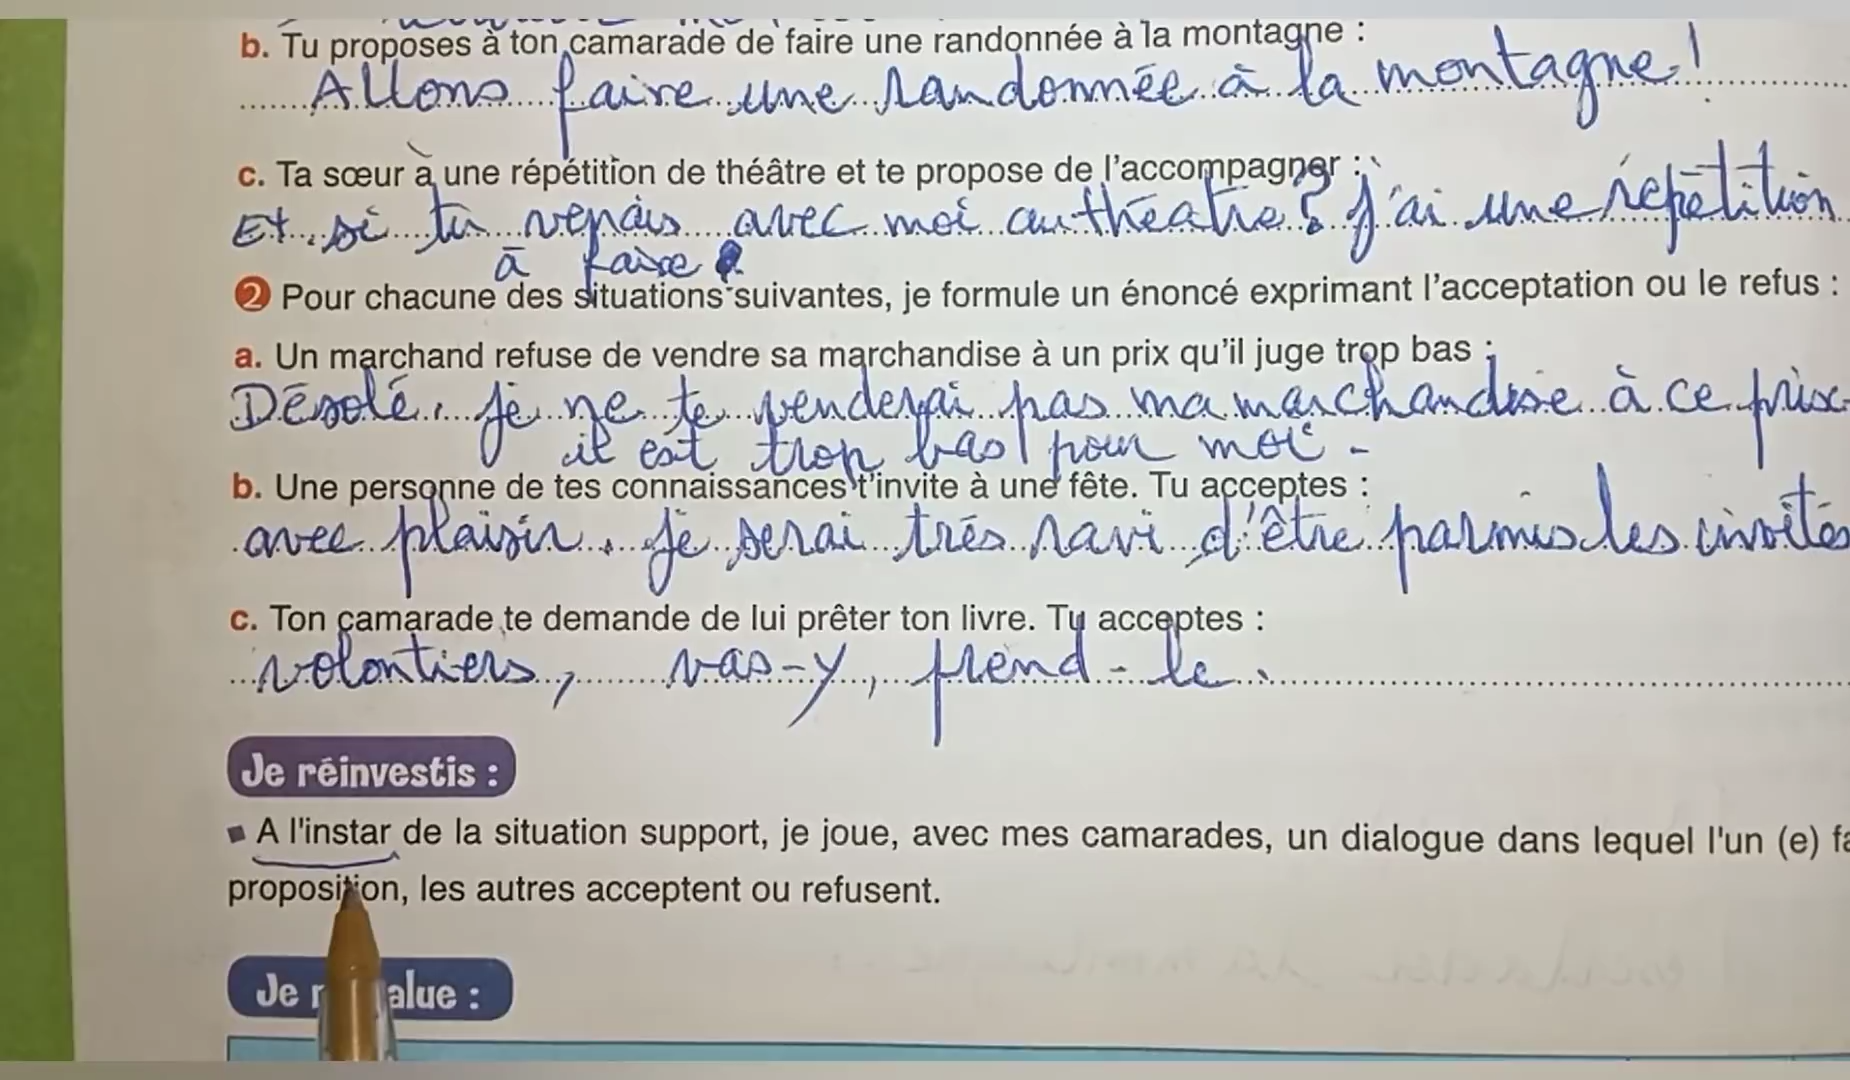 b. Tu proposes à ton camarade de faire une randonnée à la montagne :
Allons faire une randonnée à la montagne !
c. Ta sœur à une répétition de théâtre et te propose de l'accompagner :
Et si tu venais avec moi au théatre ? J'ai une répétition
à faire
2 Pour chacune des situations suivantes, je formule un énoncé exprimant l'acceptation ou le refus :
a. Un marchand refuse de vendre sa marchandise à un prix qu'il juge trop bas :
Désolé, je ne te venderai pas ma marchandise à ce prix
il est trop bas pour moi.
b. Une personne de tes connaissances t'invite à une fête. Tu acceptes :
avec plaisir. je serai très ravi d'être parmis les invités
c. Ton camarade te demande de lui prêter ton livre. Tu acceptes :
volontiers, vas-y, prend-le.
Je réinvestis :
A l'instar de la situation support, je joue, avec mes camarades, un dialogue dans lequel l'un (e)
proposition, les autres acceptent ou refusent.
Je